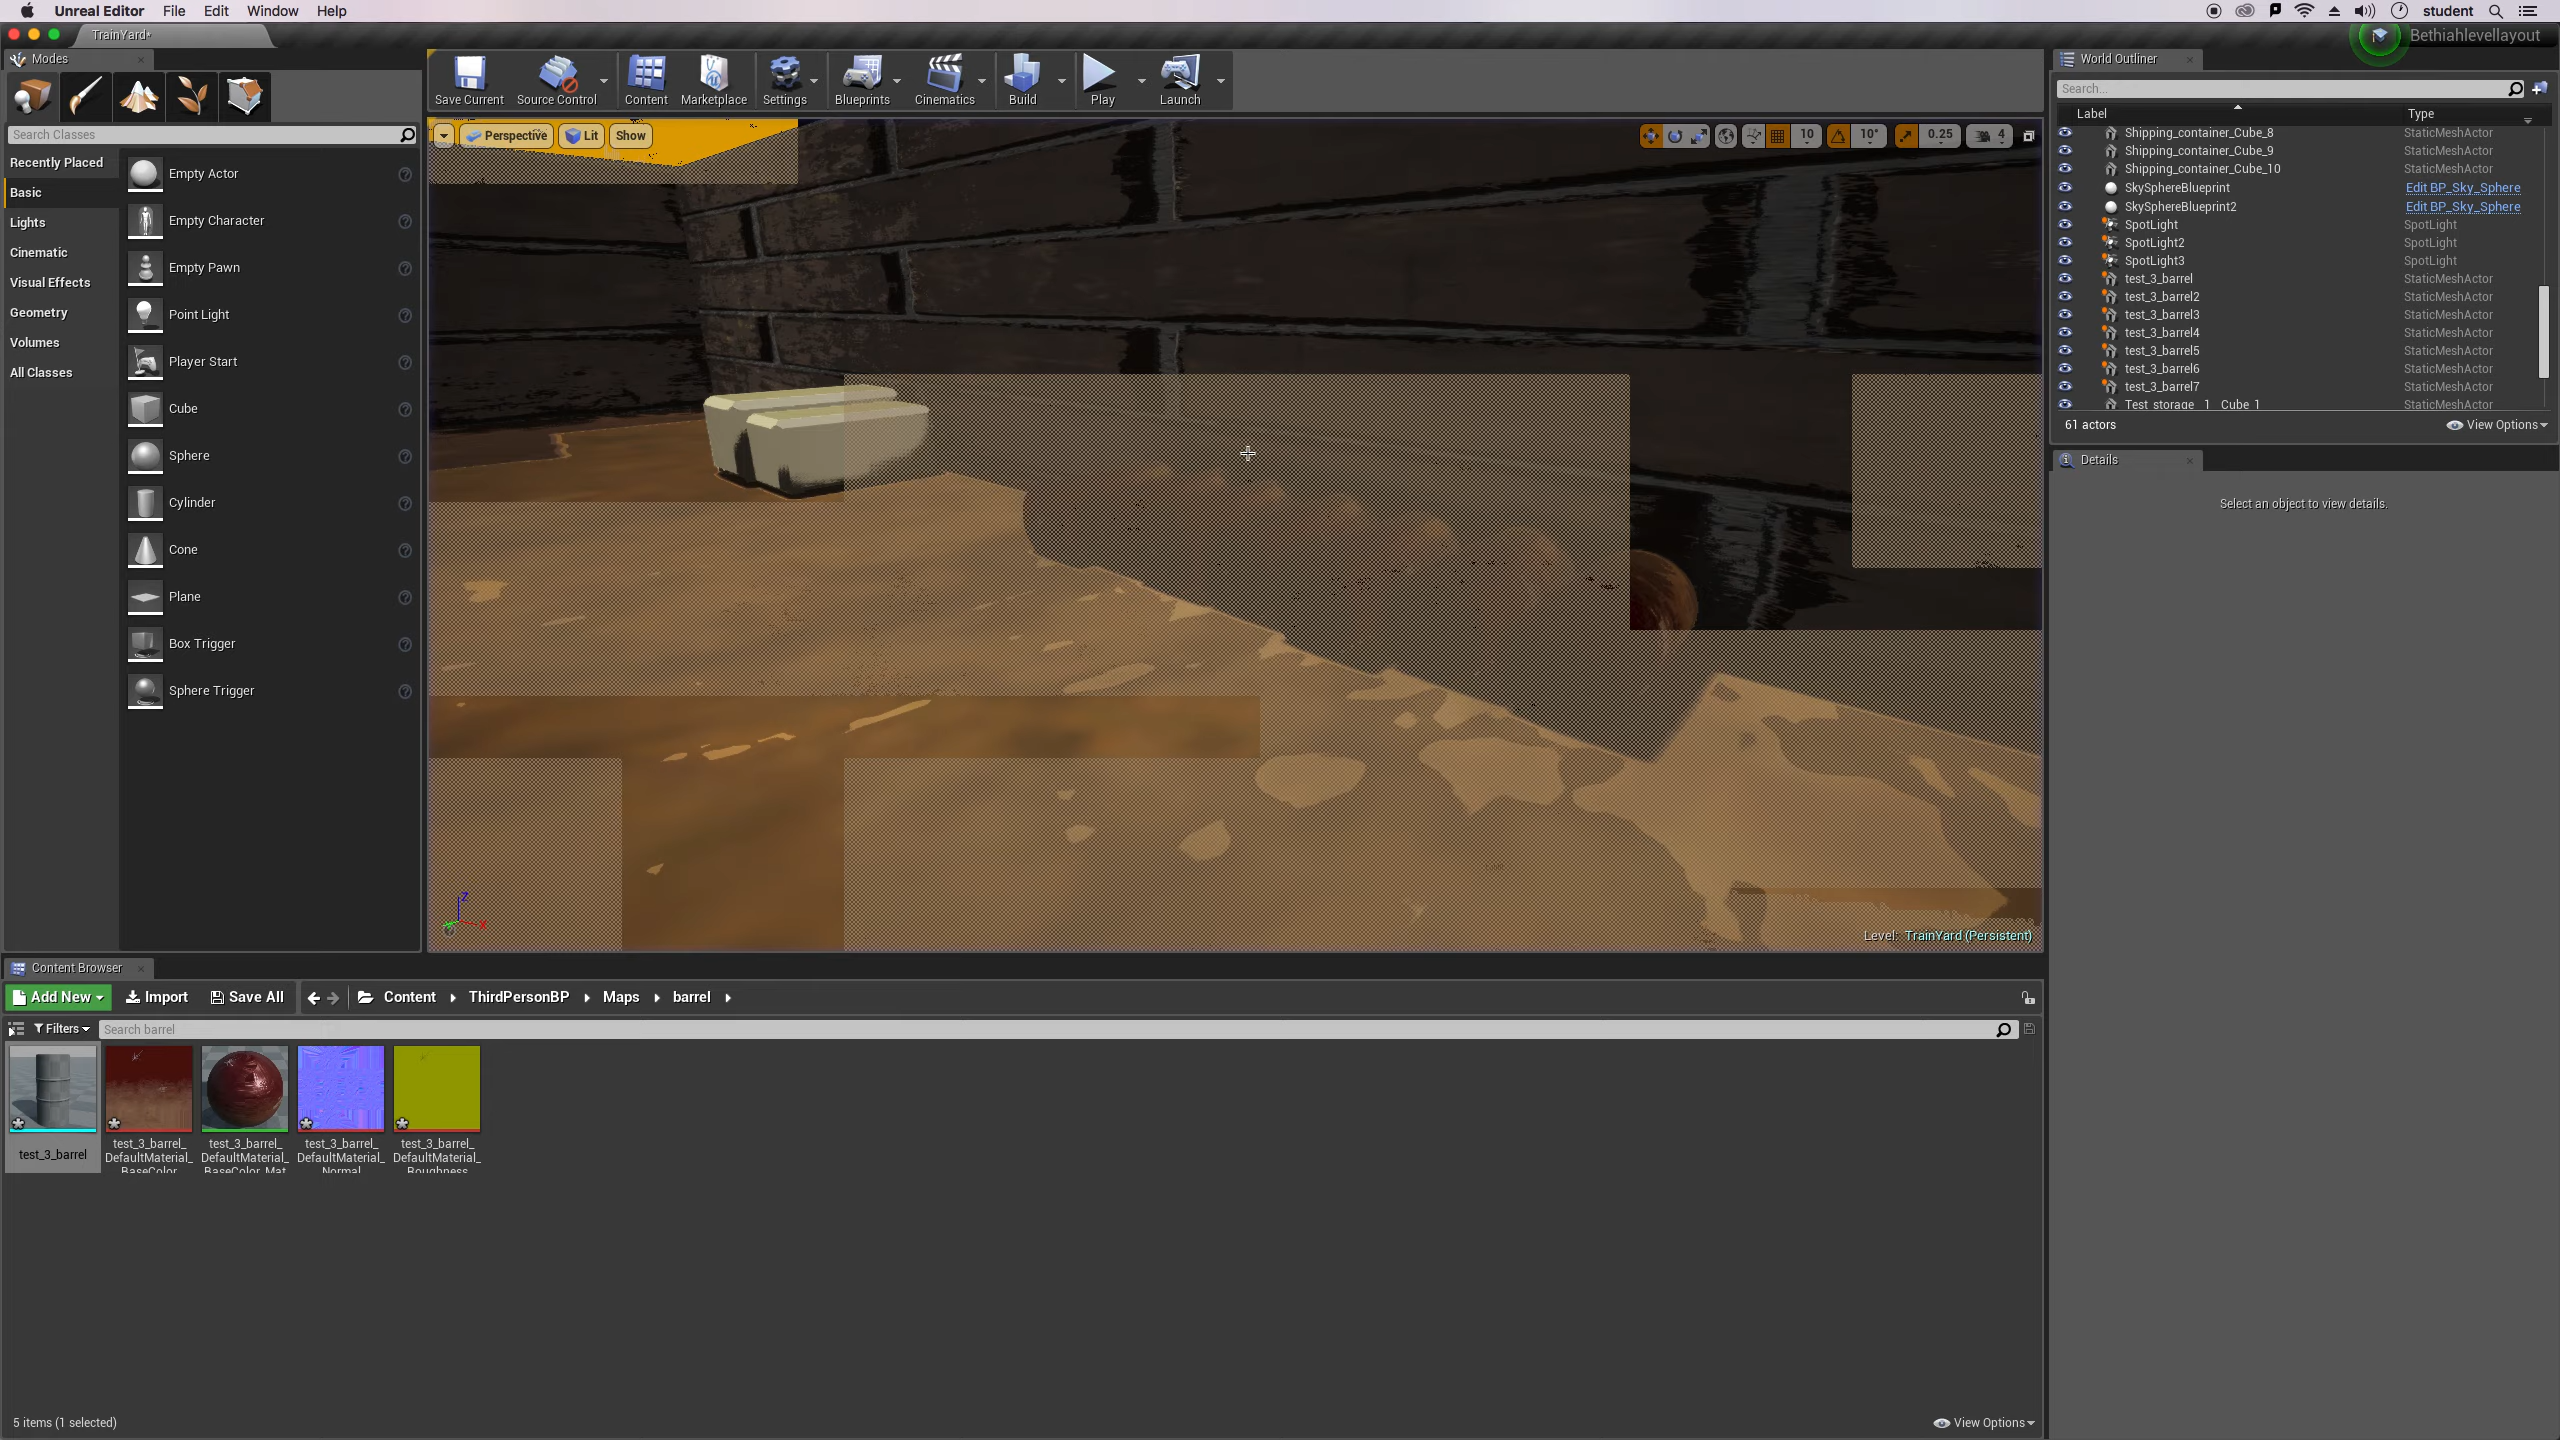 Unreal Editor File Edit Window Help student
TrainYard* Bethiahlevellayout
Modes
Search Classes
Recently Placed
Basic
Lights
Cinematic
Visual Effects
Geometry
Volumes
All Classes
Empty Actor
Empty Character
Empty Pawn
Point Light
Player Start
Cube
Sphere
Cylinder
Cone
Plane
Box Trigger
Sphere Trigger
Save Current Source Control Content Marketplace Settings Blueprints Cinematics Build Play Launch
Perspective Lit Show 10 10° 0.25 4
Z
X
Level: TrainYard (Persistent)
World Outliner
Search...
Label Type
Shipping_container_Cube_8 StaticMeshActor
Shipping_container_Cube_9 StaticMeshActor
Shipping_container_Cube_10 StaticMeshActor
SkySphereBlueprint Edit BP_Sky_Sphere
SkySphereBlueprint2 Edit BP_Sky_Sphere
SpotLight SpotLight
SpotLight2 SpotLight
SpotLight3 SpotLight
test_3_barrel StaticMeshActor
test_3_barrel2 StaticMeshActor
test_3_barrel3 StaticMeshActor
test_3_barrel4 StaticMeshActor
test_3_barrel5 StaticMeshActor
test_3_barrel6 StaticMeshActor
test_3_barrel7 StaticMeshActor
Test_storage_1__Cube_1 StaticMeshActor
61 actors View Options
Details
Select an object to view details.
Content Browser
Add New Import Save All Content ThirdPersonBP Maps barrel
Filters Search barrel
test_3_barrel
test_3_barrel_
DefaultMaterial_
BaseColor
test_3_barrel_
DefaultMaterial_
BaseColor_Mat
test_3_barrel_
DefaultMaterial_
Normal
test_3_barrel_
DefaultMaterial_
Roughness
5 items (1 selected) View Options